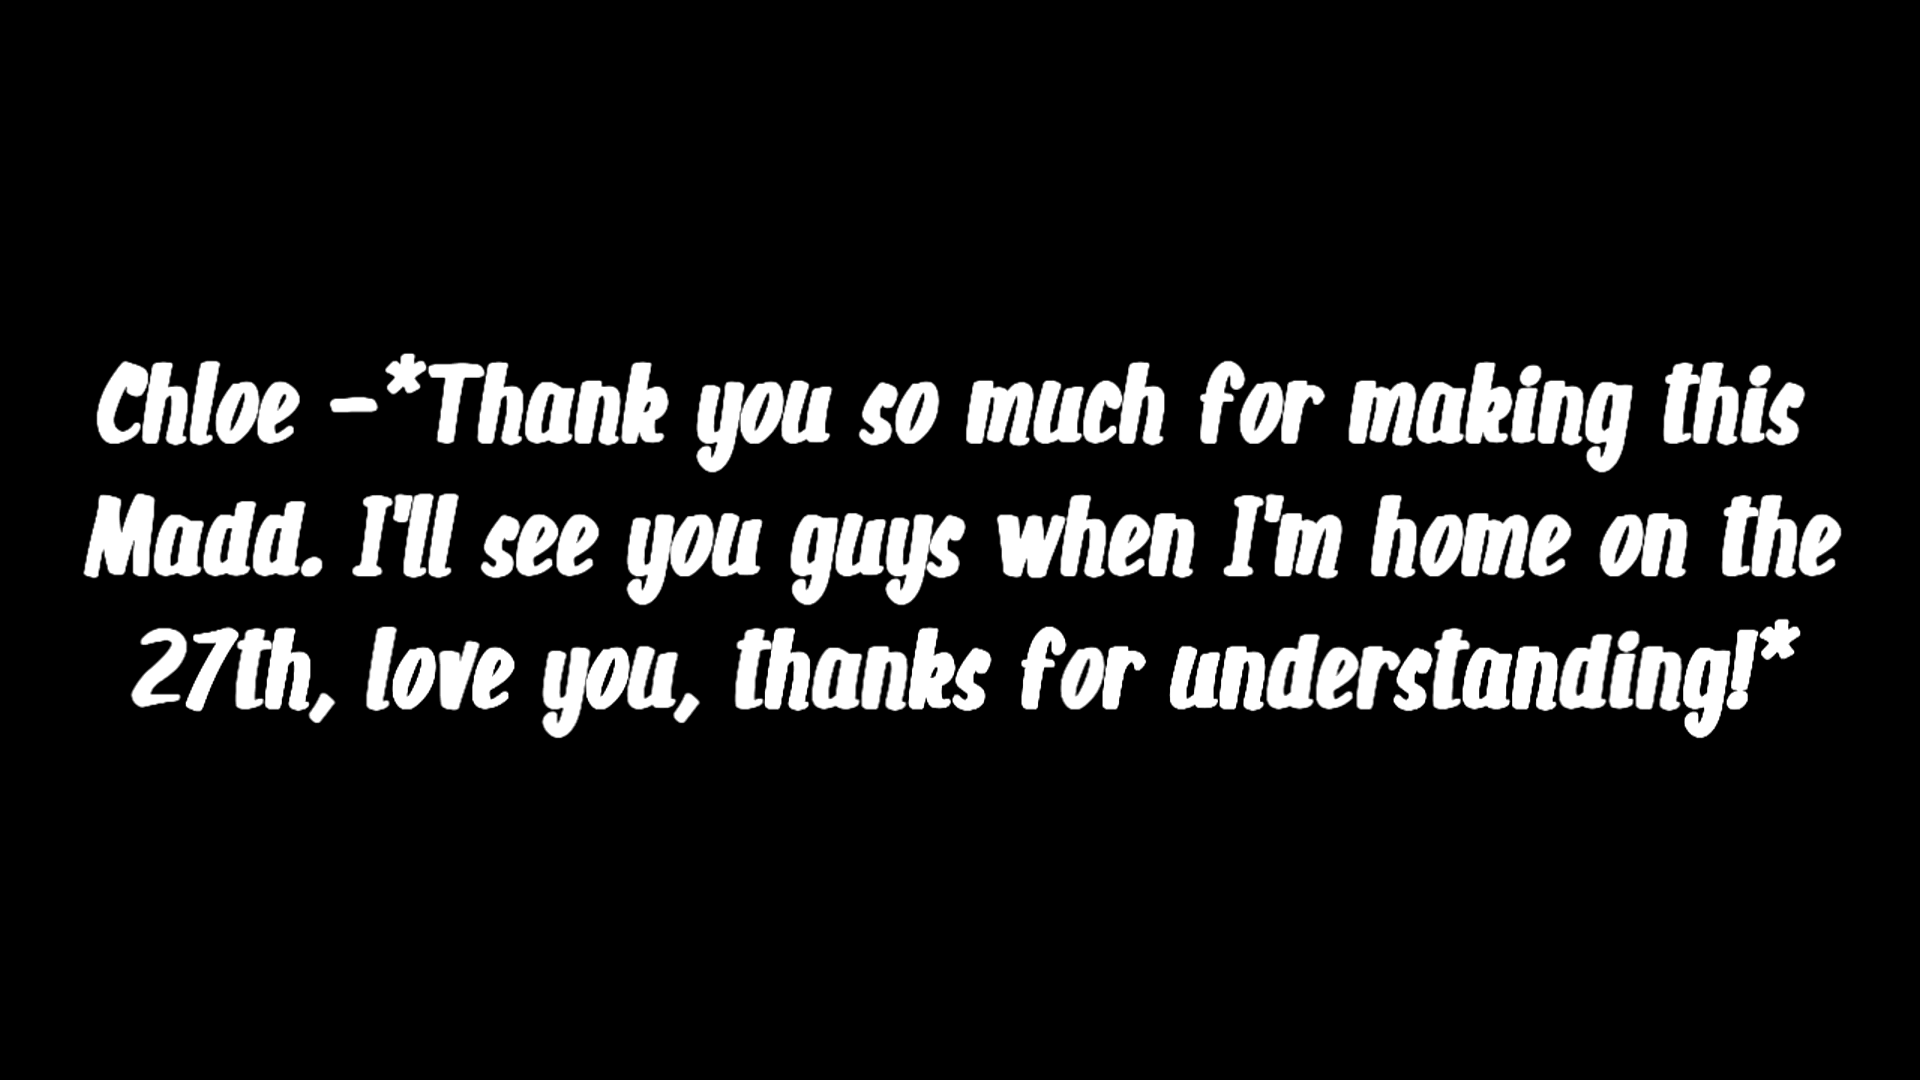 Chloe -*Thank you so much for making this
Madd. I'll see you guys when I'm home on the
27th, love you, thanks for understanding!*